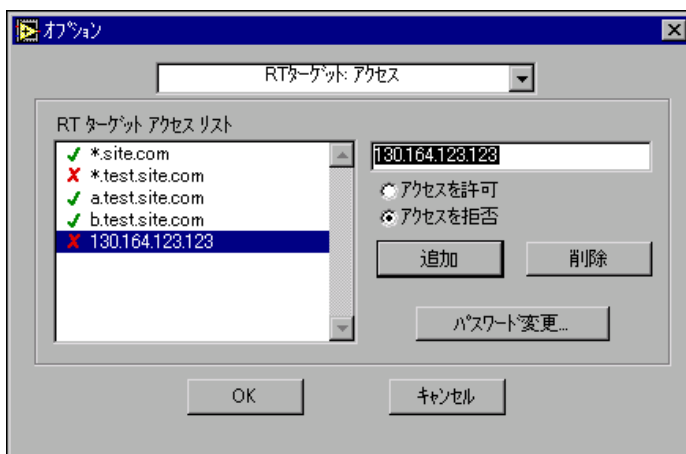 ｵﾌﾟｼｮﾝ
RTﾀｰｹﾞｯﾄ: ｱｸｾｽ
RT ﾀｰｹﾞｯﾄ ｱｸｾｽ ﾘｽﾄ
*.site.com
*.test.site.com
a.test.site.com
b.test.site.com
130.164.123.123
130.164.123.123
ｱｸｾｽを許可
ｱｸｾｽを拒否
追加
削除
ﾊﾟｽﾜｰﾄﾞ変更...
OK
ｷｬﾝｾﾙ